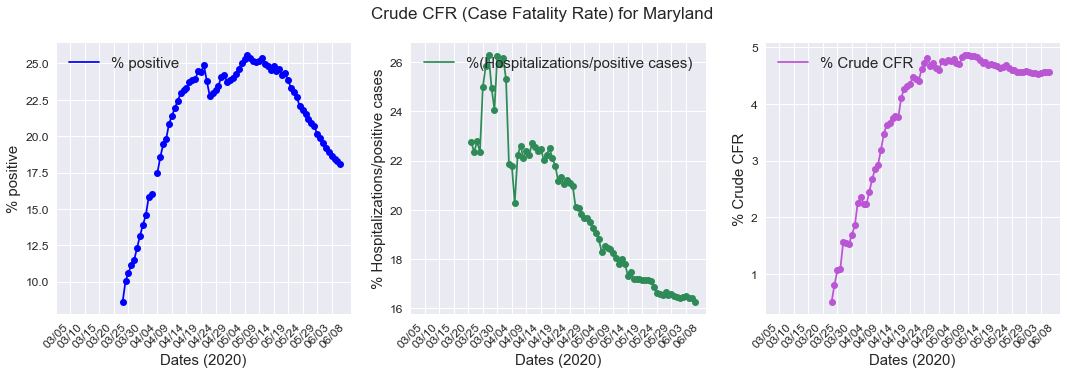 Crude CFR (Case Fatality Rate) for Maryland
% positive
25.0
22.5
20.0
17.5
15.0
12.5
10.0
% positive
03/05 03/10 03/15 03/20 03/25 03/30 04/04 04/09 04/14 04/19 04/24 04/29 05/04 05/09 05/14 05/19 05/24 05/29 06/03 06/08
Dates (2020)
%(Hospitalizations/positive cases)
26
24
22
20
18
16
% Hospitalizations/positive cases
03/05 03/10 03/15 03/20 03/25 03/30 04/04 04/09 04/14 04/19 04/24 04/29 05/04 05/09 05/14 05/19 05/24 05/29 06/03 06/08
Dates (2020)
% Crude CFR
5
4
3
2
1
% Crude CFR
03/05 03/10 03/15 03/20 03/25 03/30 04/04 04/09 04/14 04/19 04/24 04/29 05/04 05/09 05/14 05/19 05/24 05/29 06/03 06/08
Dates (2020)